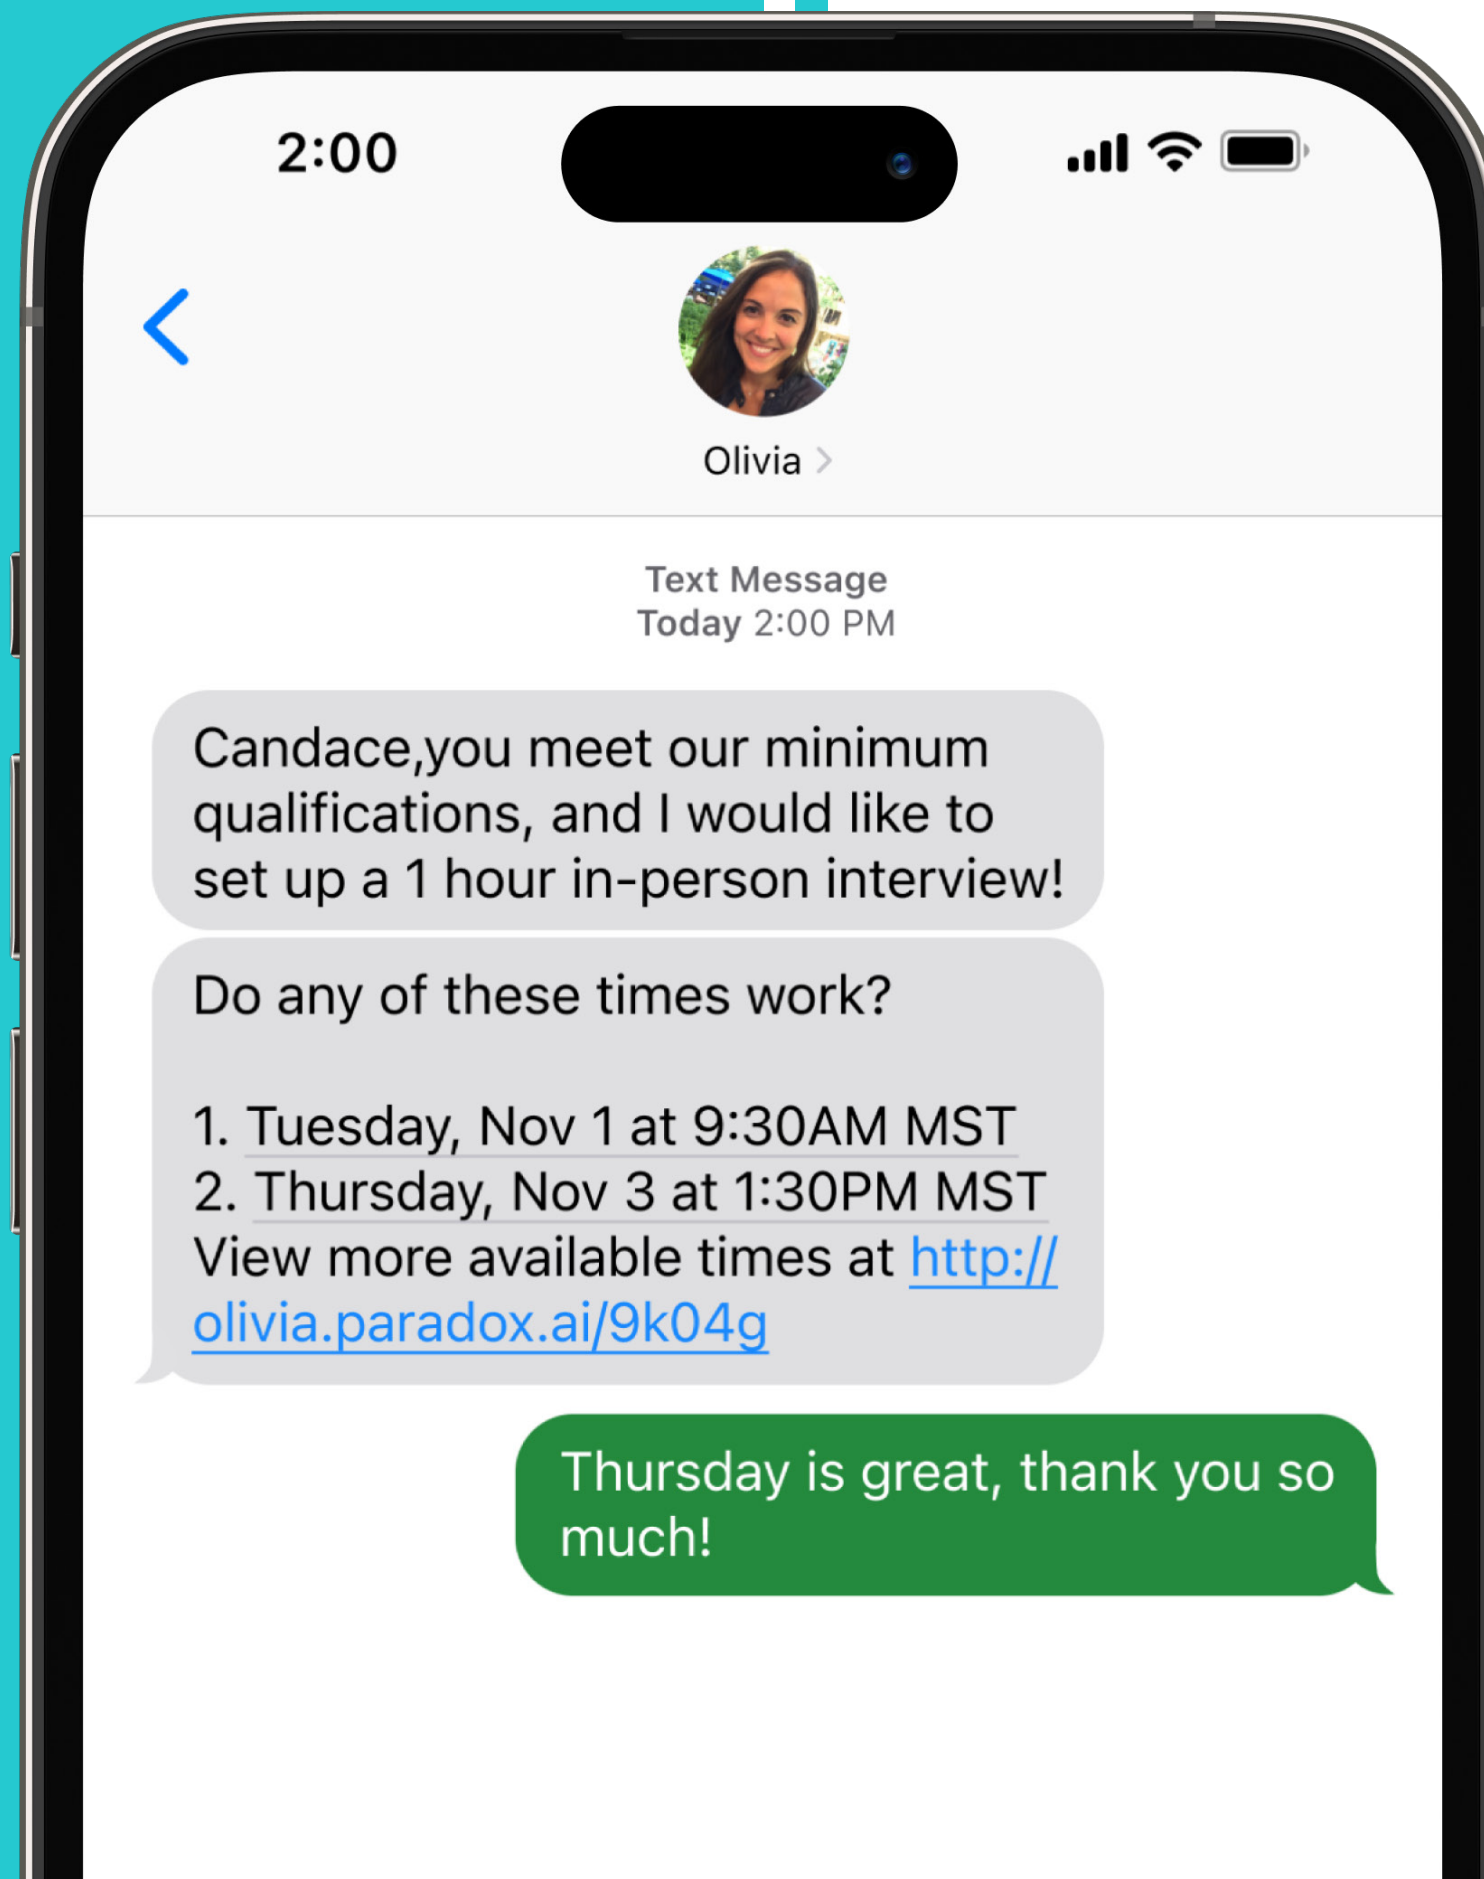 2:00
Olivia
Text Message
Today 2:00 PM
Candace,you meet our minimum
qualifications, and I would like to
set up a 1 hour in-person interview!
Do any of these times work?
1. Tuesday, Nov 1 at 9:30AM MST
2. Thursday, Nov 3 at 1:30PM MST
View more available times at http://
olivia.paradox.ai/9k04g
Thursday is great, thank you so
much!